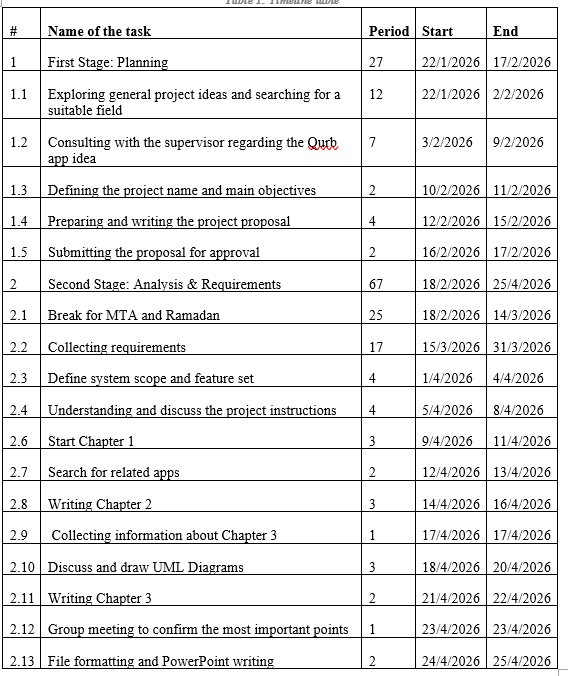 Table 1: Timeline table
# Name of the task Period Start End
1 First Stage: Planning 27 22/1/2026 17/2/2026
1.1 Exploring general project ideas and searching for a 12 22/1/2026 2/2/2026
suitable field
1.2 Consulting with the supervisor regarding the Qurb 7 3/2/2026 9/2/2026
app idea
1.3 Defining the project name and main objectives 2 10/2/2026 11/2/2026
1.4 Preparing and writing the project proposal 4 12/2/2026 15/2/2026
1.5 Submitting the proposal for approval 2 16/2/2026 17/2/2026
2 Second Stage: Analysis & Requirements 67 18/2/2026 25/4/2026
2.1 Break for MTA and Ramadan 25 18/2/2026 14/3/2026
2.2 Collecting requirements 17 15/3/2026 31/3/2026
2.3 Define system scope and feature set 4 1/4/2026 4/4/2026
2.4 Understanding and discuss the project instructions 4 5/4/2026 8/4/2026
2.6 Start Chapter 1 3 9/4/2026 11/4/2026
2.7 Search for related apps 2 12/4/2026 13/4/2026
2.8 Writing Chapter 2 3 14/4/2026 16/4/2026
2.9 Collecting information about Chapter 3 1 17/4/2026 17/4/2026
2.10 Discuss and draw UML Diagrams 3 18/4/2026 20/4/2026
2.11 Writing Chapter 3 2 21/4/2026 22/4/2026
2.12 Group meeting to confirm the most important points 1 23/4/2026 23/4/2026
2.13 File formatting and PowerPoint writing 2 24/4/2026 25/4/2026